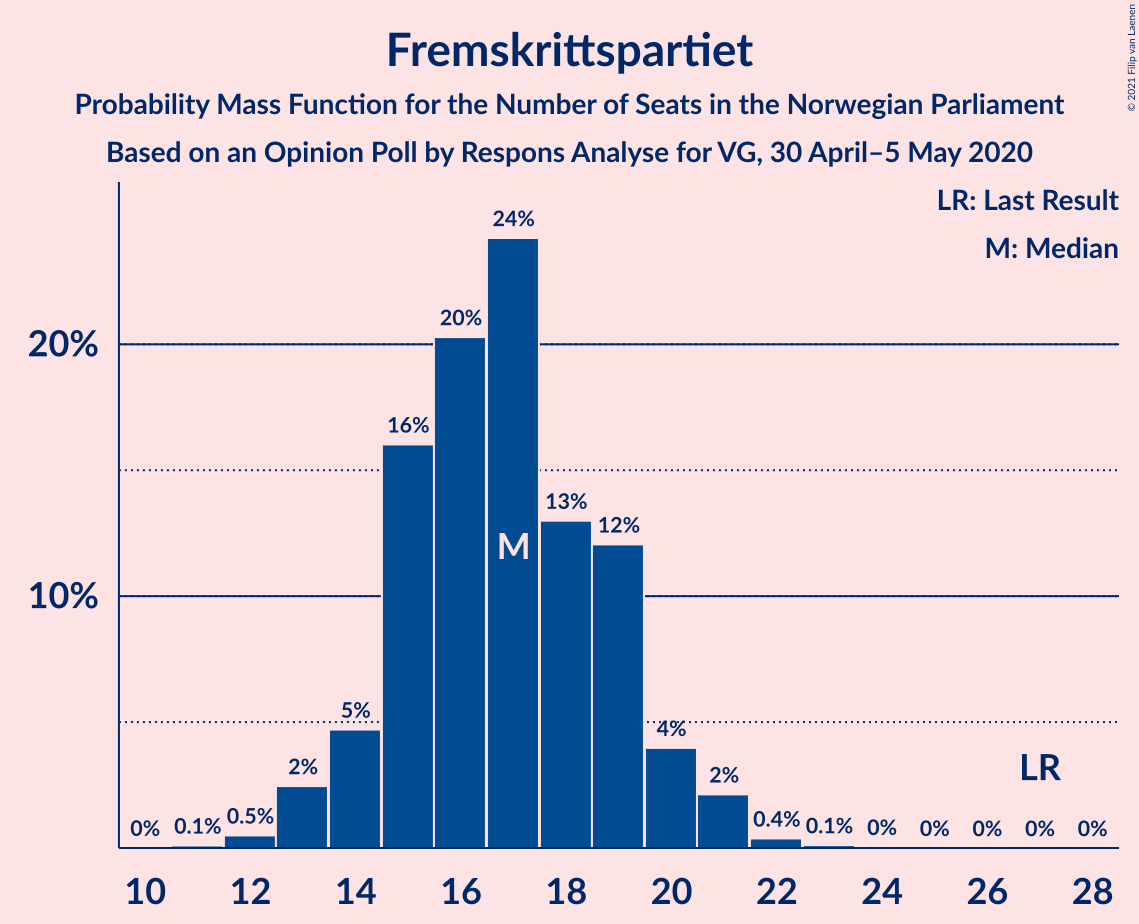 Fremskrittspartiet
Probability Mass Function for the Number of Seats in the Norwegian Parliament
Based on an Opinion Poll by Respons Analyse for VG, 30 April–5 May 2020
© 2021 Filip van Laenen
LR: Last Result
M: Median
20%
10%
0%
0.1%
0.5%
2%
5%
16%
20%
24%
M
13%
12%
4%
2%
0.4%
0.1%
0%
0%
0%
LR
0%
0%
10 12 14 16 18 20 22 24 26 28